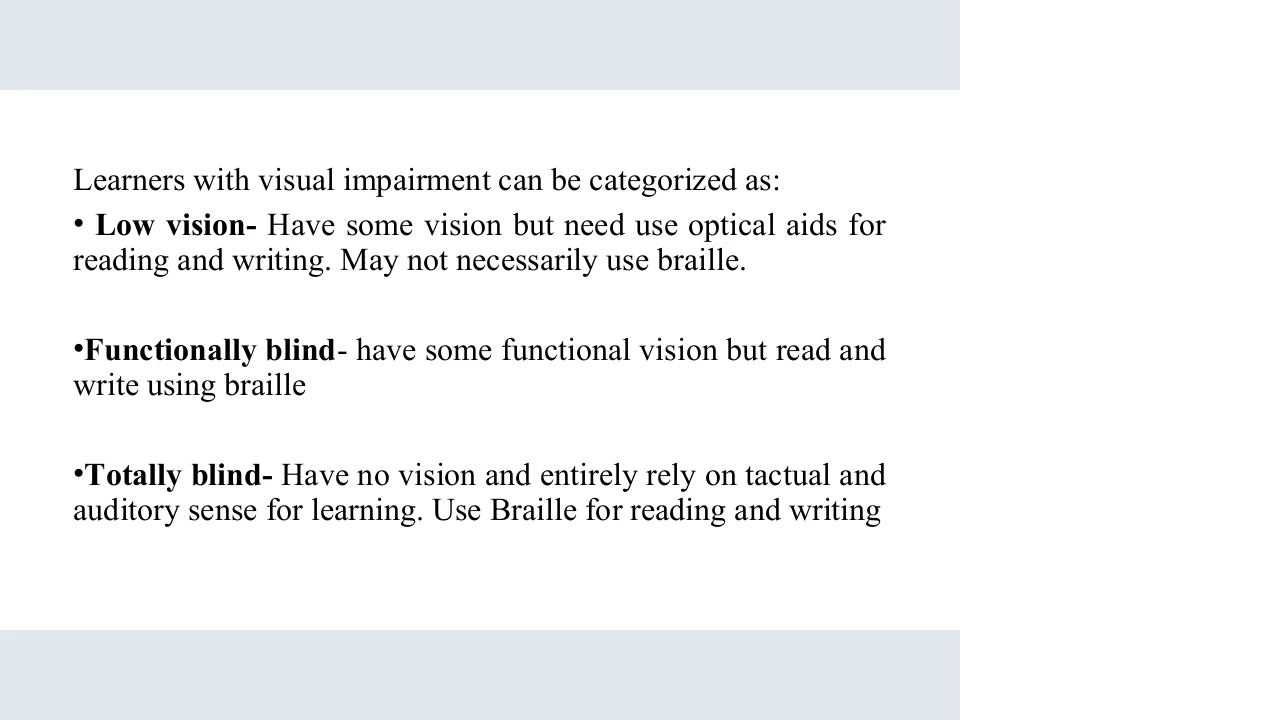 Learners with visual impairment can be categorized as:
• Low vision- Have some vision but need use optical aids for
reading and writing. May not necessarily use braille.
•Functionally blind- have some functional vision but read and
write using braille
•Totally blind- Have no vision and entirely rely on tactual and
auditory sense for learning. Use Braille for reading and writing